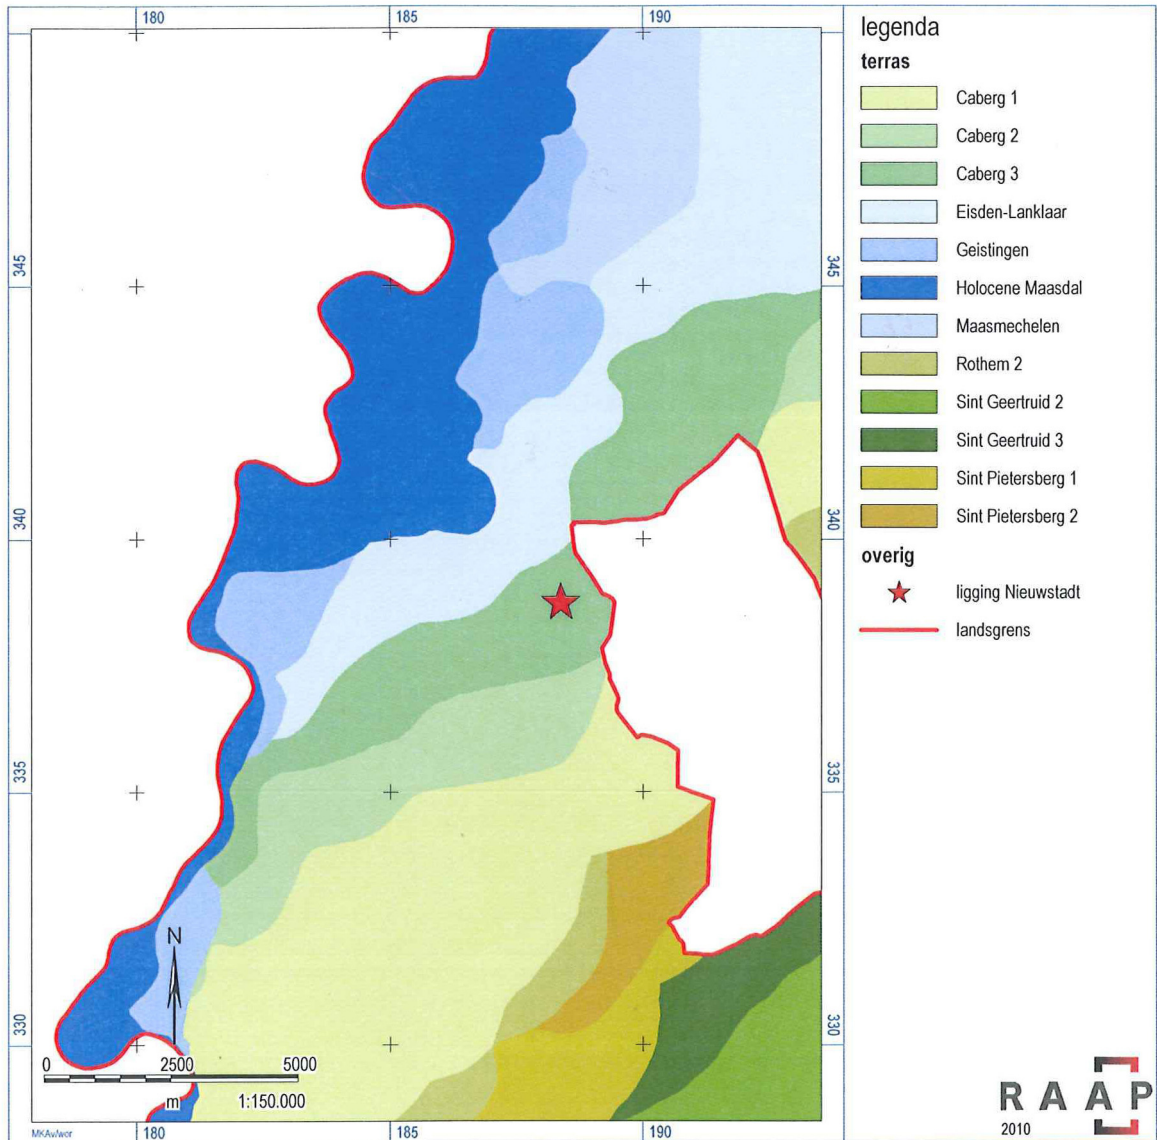 180
185
190
345
345
340
340
335
335
330
330
N
0
2500
5000
m
1:150.000
MKA/wor
180
185
190
legenda
terras
Caberg 1
Caberg 2
Caberg 3
Eisden-Lanklaar
Geistingen
Holocene Maasdal
Maasmechelen
Rothem 2
Sint Geertruid 2
Sint Geertruid 3
Sint Pietersberg 1
Sint Pietersberg 2
overig
ligging Nieuwstadt
landsgrens
RAAP
2010